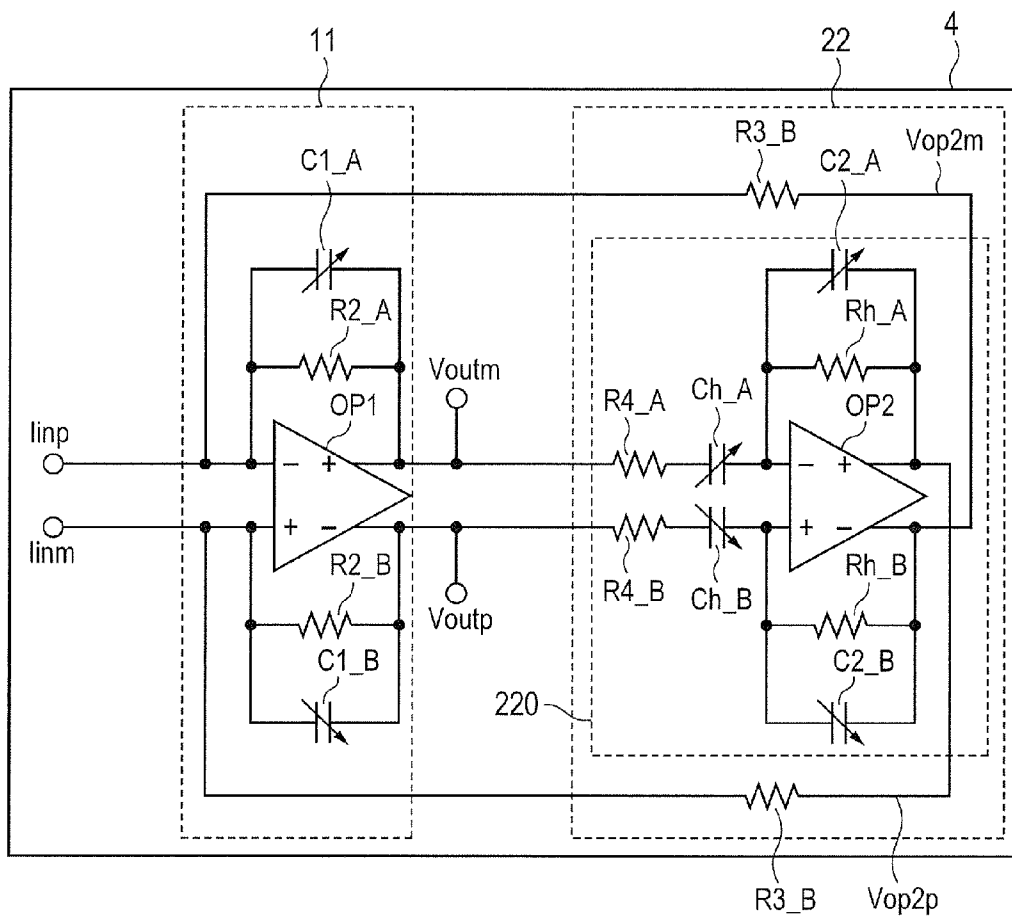 11
22
4
C1_A
R3_B
C2_A
Vop2m
R2_A
Rh_A
OP1
Voutm
R4_A
Ch_A
OP2
Iinp
− +
− +
Iinm
+ −
+ −
R2_B
Voutp
R4_B
Ch_B
Rh_B
C1_B
C2_B
220
R3_B
Vop2p